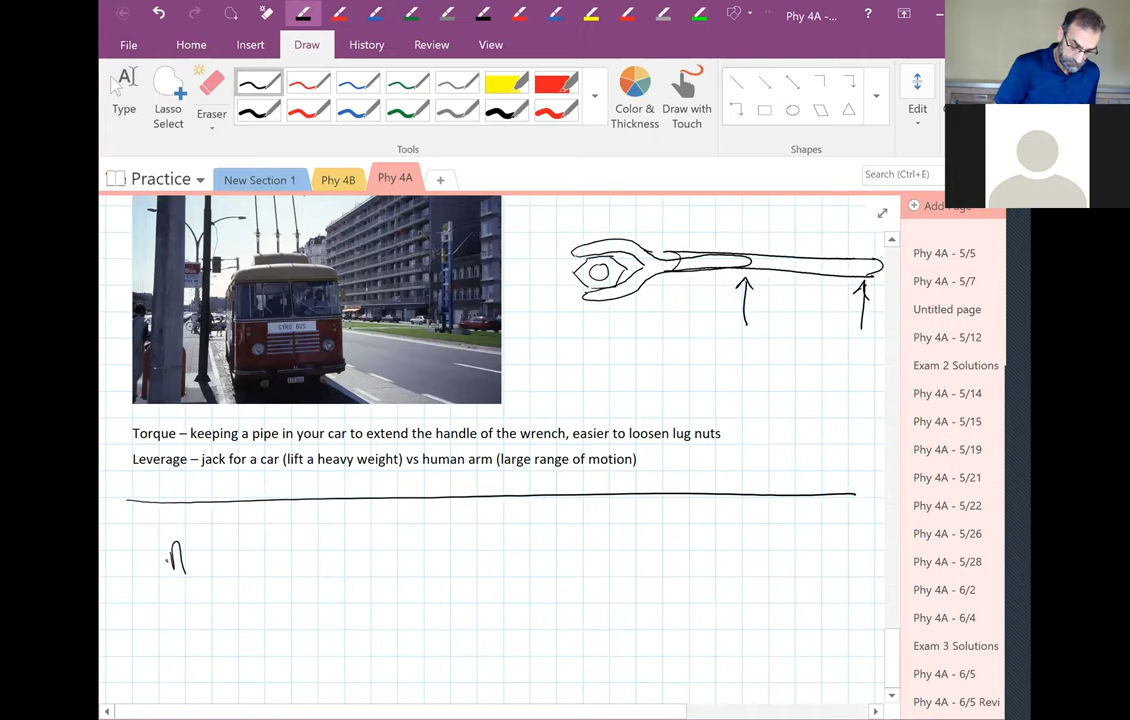 Phy 4A -...
?
File
Home
Insert
Draw
History
Review
View
Type
Lasso Select
Eraser
Color & Thickness
Draw with Touch
Edit
Tools
Shapes
Practice
New Section 1
Phy 4B
Phy 4A
+
Search (Ctrl+E)
Add Page
CTRO BUS
Torque – keeping a pipe in your car to extend the handle of the wrench, easier to loosen lug nuts
Leverage – jack for a car (lift a heavy weight) vs human arm (large range of motion)
Phy 4A - 5/5
Phy 4A - 5/7
Untitled page
Phy 4A - 5/12
Exam 2 Solutions
Phy 4A - 5/14
Phy 4A - 5/15
Phy 4A - 5/19
Phy 4A - 5/21
Phy 4A - 5/22
Phy 4A - 5/26
Phy 4A - 5/28
Phy 4A - 6/2
Phy 4A - 6/4
Exam 3 Solutions
Phy 4A - 6/5
Phy 4A - 6/5 Revi